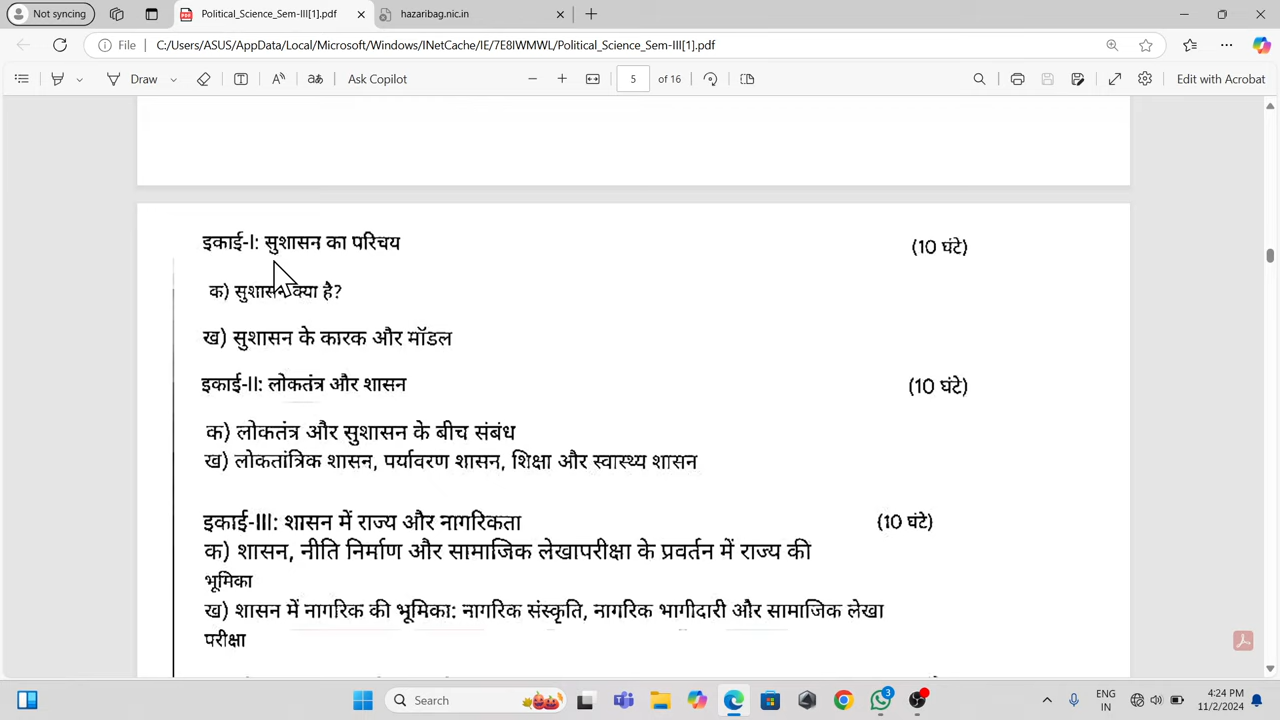 Not syncing
Political_Science_Sem-III[1].pdf
hazaribag.nic.in
File
C:/Users/ASUS/AppData/Local/Microsoft/Windows/INetCache/IE/7E8IWMWL/Political_Science_Sem-III[1].pdf
Draw
Ask Copilot
5 of 16
Edit with Acrobat
इकाई-I: सुशासन का परिचय (10 घंटे)
क) सुशासन क्या है?
ख) सुशासन के कारक और मॉडल
इकाई-II: लोकतंत्र और शासन (10 घंटे)
क) लोकतंत्र और सुशासन के बीच संबंध
ख) लोकतांत्रिक शासन, पर्यावरण शासन, शिक्षा और स्वास्थ्य शासन
इकाई-III: शासन में राज्य और नागरिकता (10 घंटे)
क) शासन, नीति निर्माण और सामाजिक लेखापरीक्षा के प्रवर्तन में राज्य की
भूमिका
ख) शासन में नागरिक की भूमिका: नागरिक संस्कृति, नागरिक भागीदारी और सामाजिक लेखा
परीक्षा
Search
3
ENG
IN
4:24 PM
11/2/2024